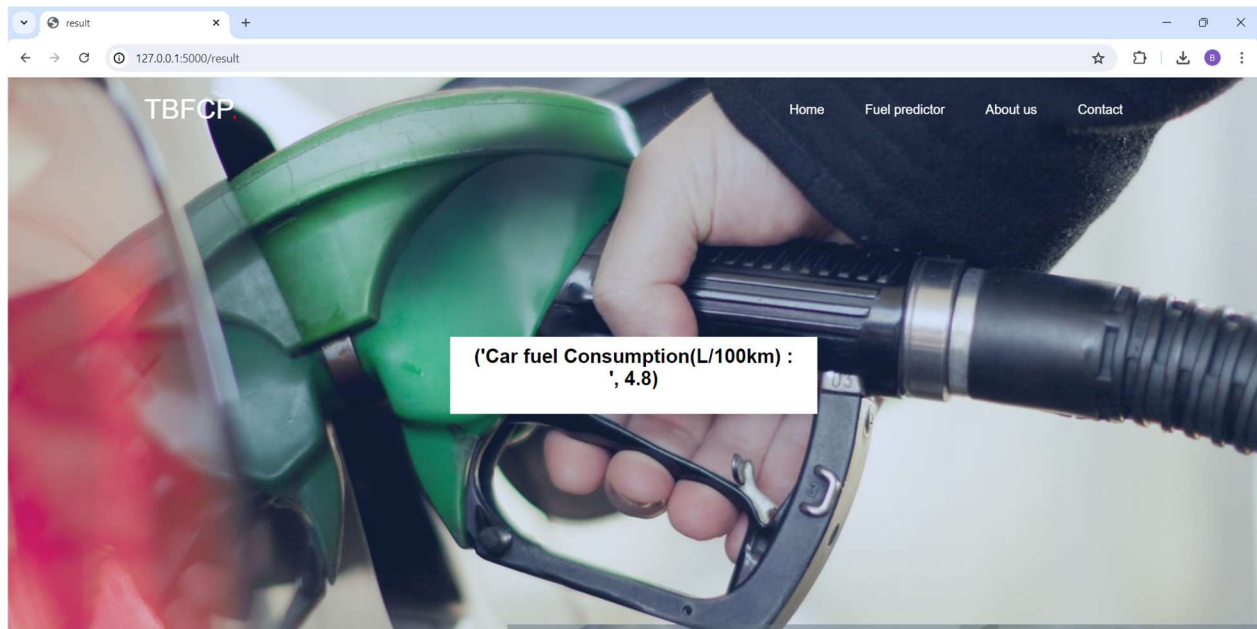 result
127.0.0.1:5000/result
B
TBFCP.
Home Fuel predictor About us Contact
('Car fuel Consumption(L/100km) :
', 4.8)
03